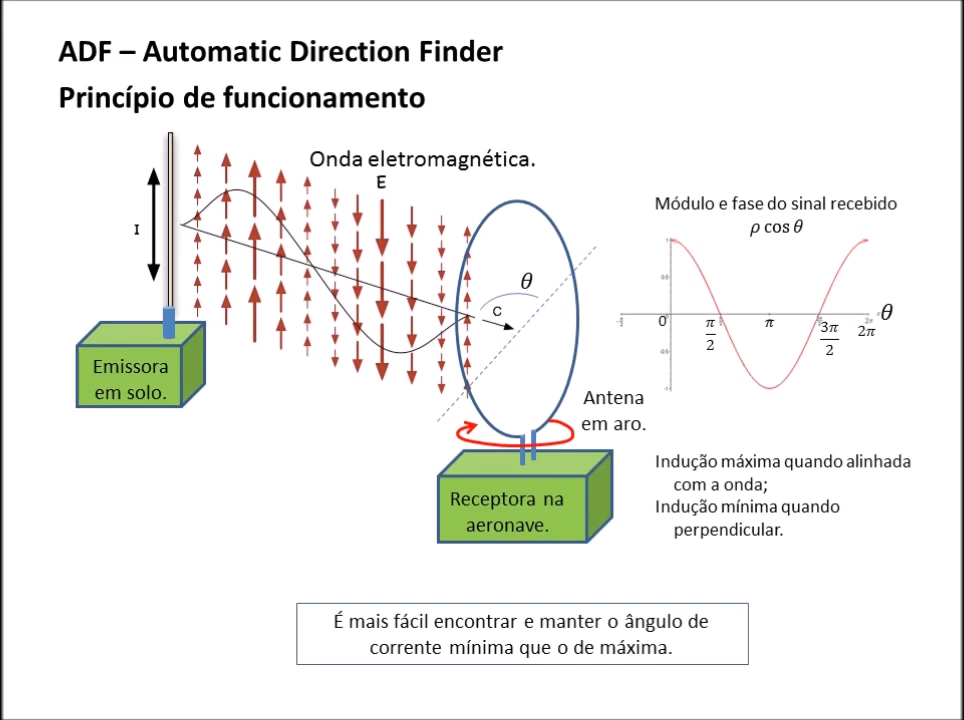 ADF – Automatic Direction Finder
Princípio de funcionamento
Onda eletromagnética.
E
I
Emissora
em solo.
θ
C
Antena
em aro.
Receptora na
aeronave.
Módulo e fase do sinal recebido
ρ cos θ
0
π
2
π
3π
2
2π
θ
Indução máxima quando alinhada
com a onda;
Indução mínima quando
perpendicular.
É mais fácil encontrar e manter o ângulo de
corrente mínima que o de máxima.